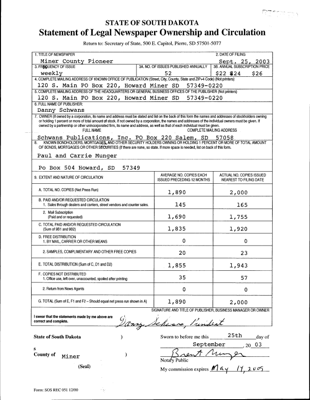 STATE OF SOUTH DAKOTA
Statement of Legal Newspaper Ownership and Circulation
Return to: Secretary of State, 500 E. Capitol, Pierre, SD 57501-5077
1. TITLE OF NEWSPAPER
2. DATE OF FILING:
Miner County Pioneer
Sept. 25, 2003
3. FREQUENCY OF ISSUE
3A. NO. OF ISSUES PUBLISHED ANNUALLY
3B. ANNUAL SUBSCRIPTION PRICE
weekly
52
$22 $24 $26
4. COMPLETE MAILING ADDRESS OF KNOWN OFFICE OF PUBLICATION (Street, City, County, State and ZIP+4 Code) (Not printers)
120 S. Main PO Box 220, Howard SD 57349-0220
5. COMPLETE MAILING ADDRESS OF THE HEADQUARTERS OR GENERAL BUSINESS OFFICES OF THE PUBLISHER (Not printers)
120 S. Main PO Box 220, Howard SD 57349-0220
6. FULL NAME OF PUBLISHER:
Danny Schwans
7. OWNER (If owned by a corporation, its name and address must be stated and list on the back of this form the names and addresses of stockholders owning
or holding 1 percent or more of total amount of stock. If not owned by a corporation, the names and addresses of the individual owners must be given. If
owned by a partnership or other unincorporated firm, its name and address, as well as that of each individual must be given.
FULL NAME
COMPLETE MAILING ADDRESS
Schwans Publications, Inc. PO Box 220 Salem, SD 57058
8. KNOWN BONDHOLDERS, MORTGAGES, AND OTHER SECURITY HOLDERS OWNING OR HOLDING 1 PERCENT OR MORE OF TOTAL AMOUNT
OF BONDS, MORTGAGES OR OTHER SECURITIES (If there are none, so state. If more space is needed, list on back of this form.
Paul and Carrie Munger
Po Box 504 Howard, SD 57349
9. EXTENT AND NATURE OF CIRCULATION
AVERAGE NO. COPIES EACH ISSUED PRECEDING 12 MONTHS
ACTUAL NO. COPIES ISSUED NEAREST TO FILING DATE
A. TOTAL NO. COPIES (Net Press Run)
1,890
2,000
B. PAID AND/OR REQUESTED CIRCULATION
1. Sales through dealers and carriers, street vendors and counter sales
145
165
2. Mail Subscription
(Paid and or requested)
1,690
1,755
C. TOTAL PAID AND/OR REQUESTED CIRCULATION
(Sum of 9B1 and 9B2)
1,835
1,920
D. FREE DISTRIBUTION
1. BY MAIL, CARRIER OR OTHER MEANS
0
0
2. SAMPLES, COMPLIMENTARY AND OTHER FREE COPIES
20
23
E. TOTAL DISTRIBUTION (Sum of C, D1 and D2)
1,855
1,943
F. COPIES NOT DISTRIBUTED
1. Office use, left over, unaccounted, spoiled after printing
35
57
2. Return from News Agents
0
0
G. TOTAL (Sum of E, F1 and F2 - Should equal net press run shown in A)
1,890
2,000
SIGNATURE AND TITLE OF PUBLISHER, BUSINESS MANAGER OR OWNER
I swear that the statements made by me above are
correct and complete.
Danny Schwans, President
State of South Dakota )
Sworn to before me this 25th day of
September, 20 03
County of Miner )
Brent Munger
Notary Public
(Seal)
My commission expires May 19, 2005
Form: SOS REC 051 12/00